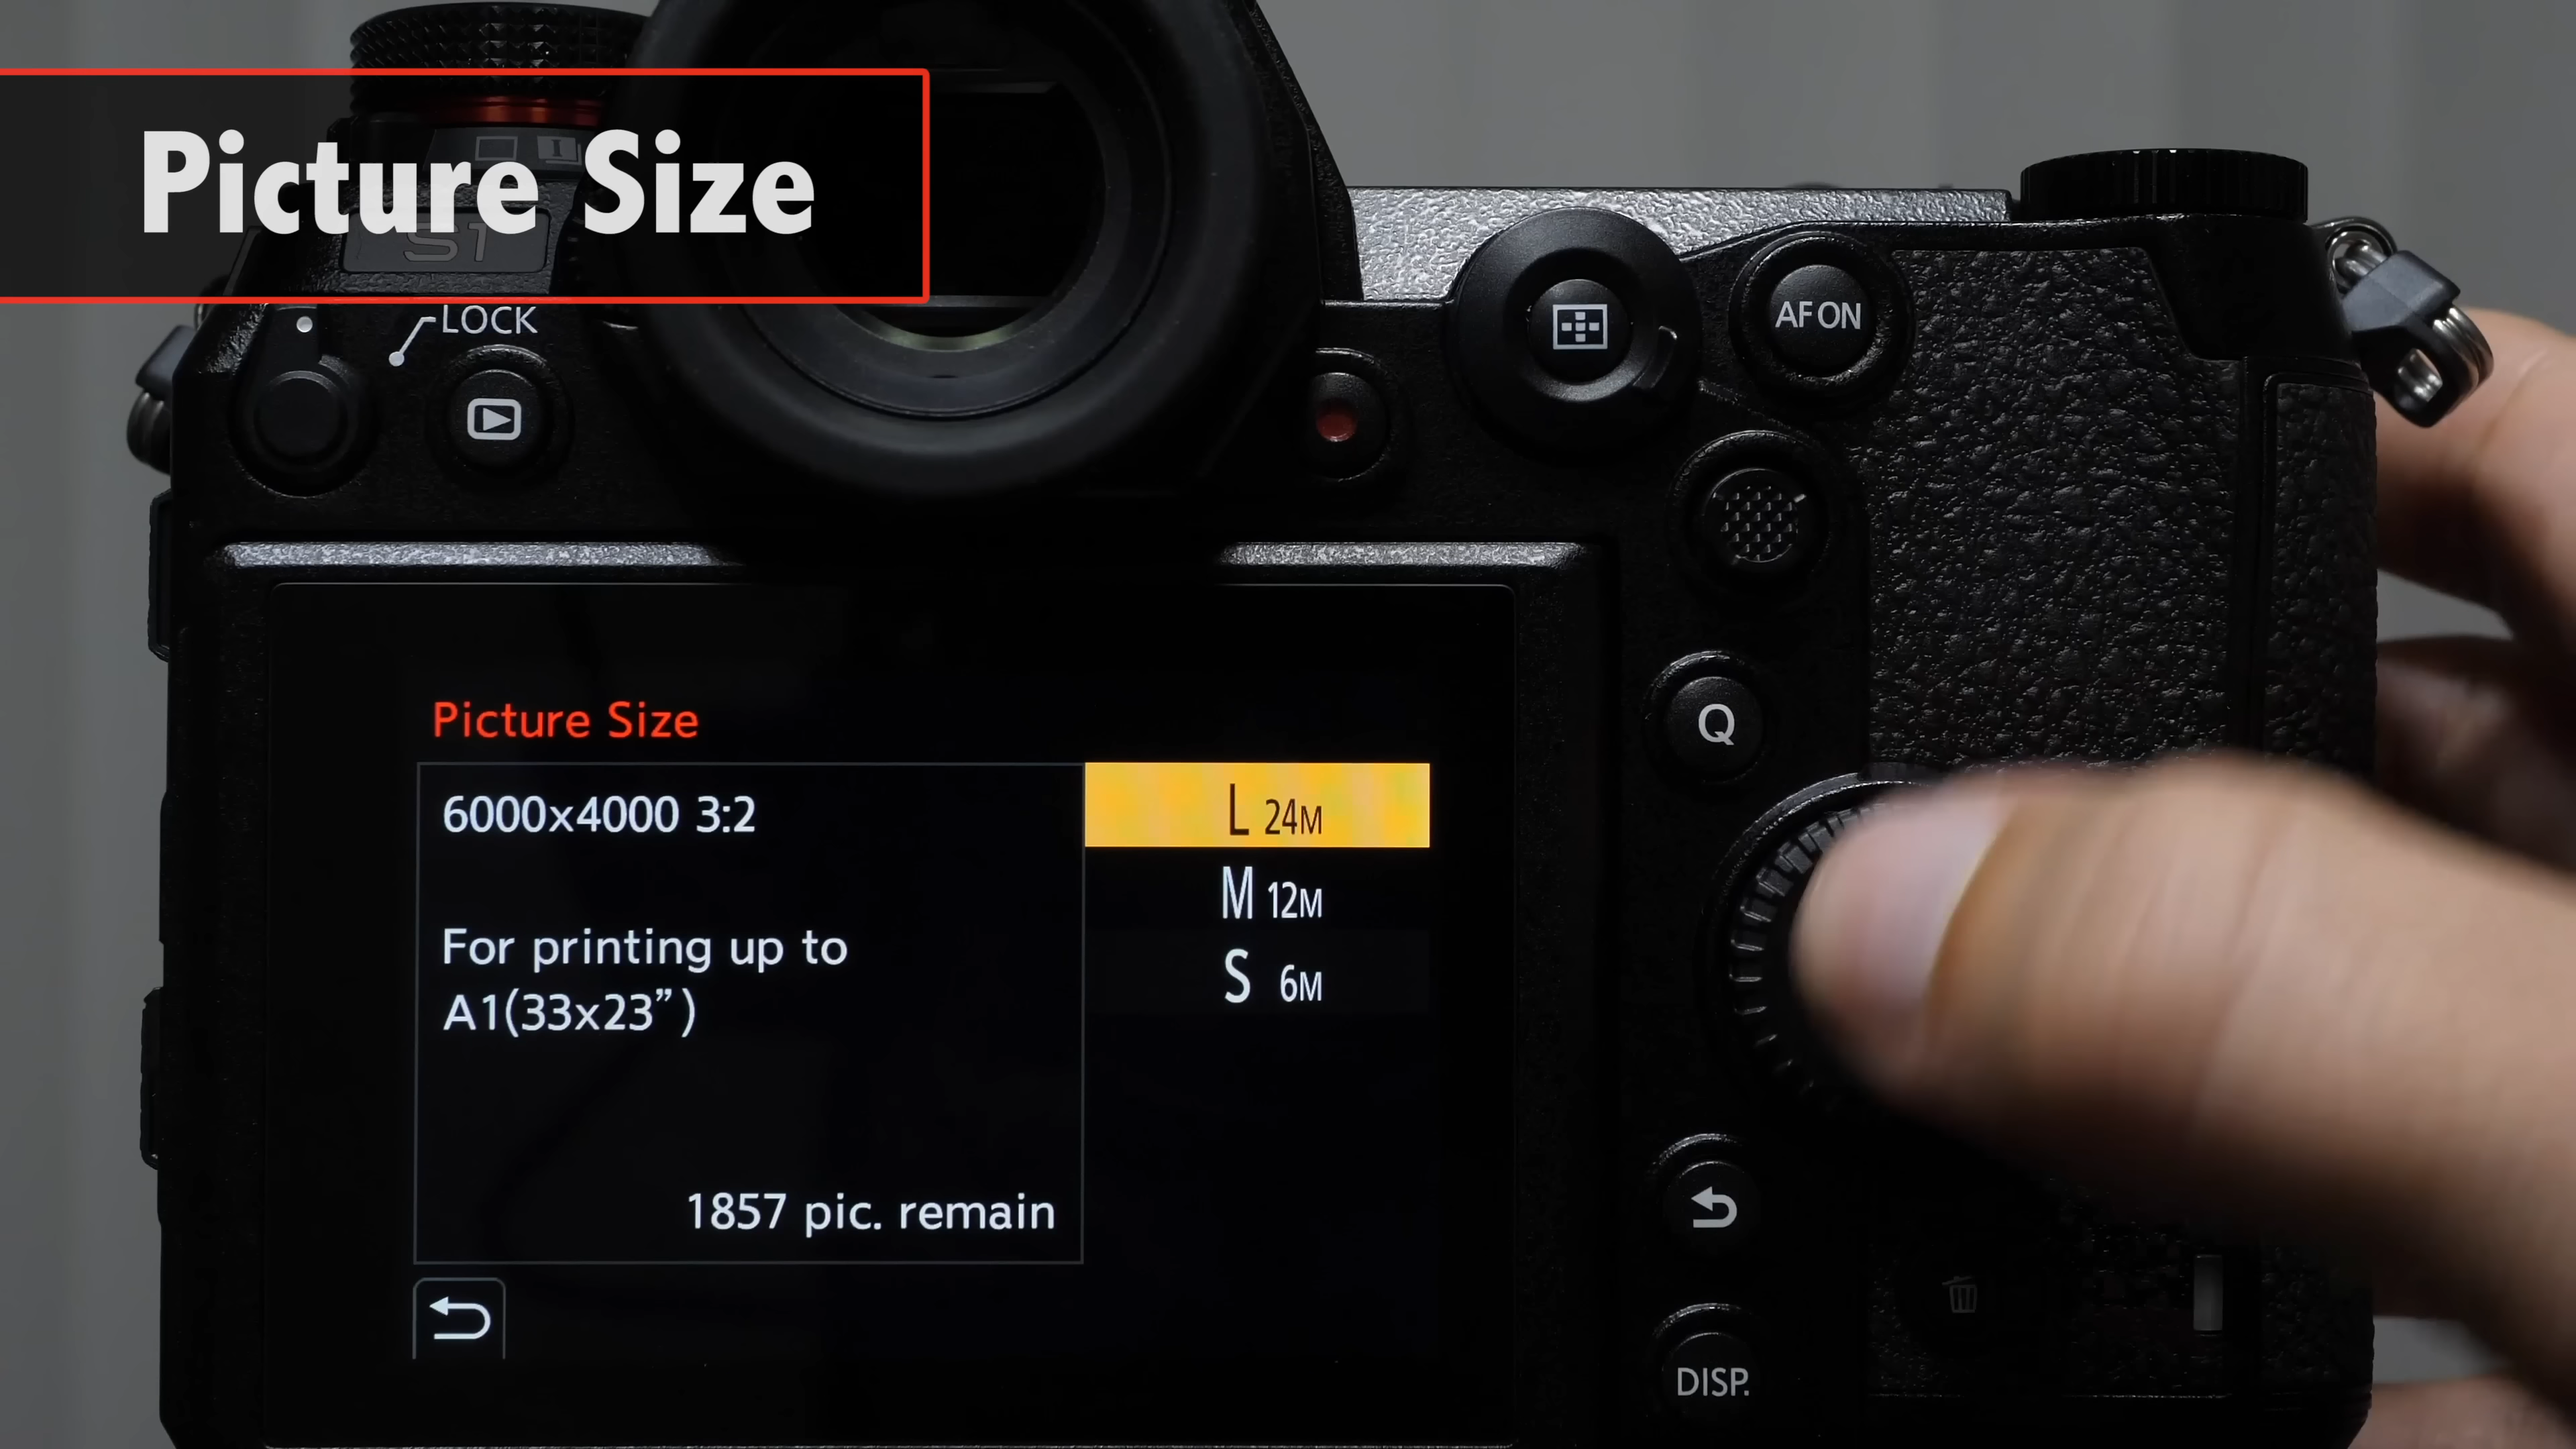 Picture Size
S1
LOCK
AF ON
Q
Picture Size
6000x4000 3:2
L 24M
M 12M
S 6M
For printing up to
A1(33x23”)
1857 pic. remain
DISP.